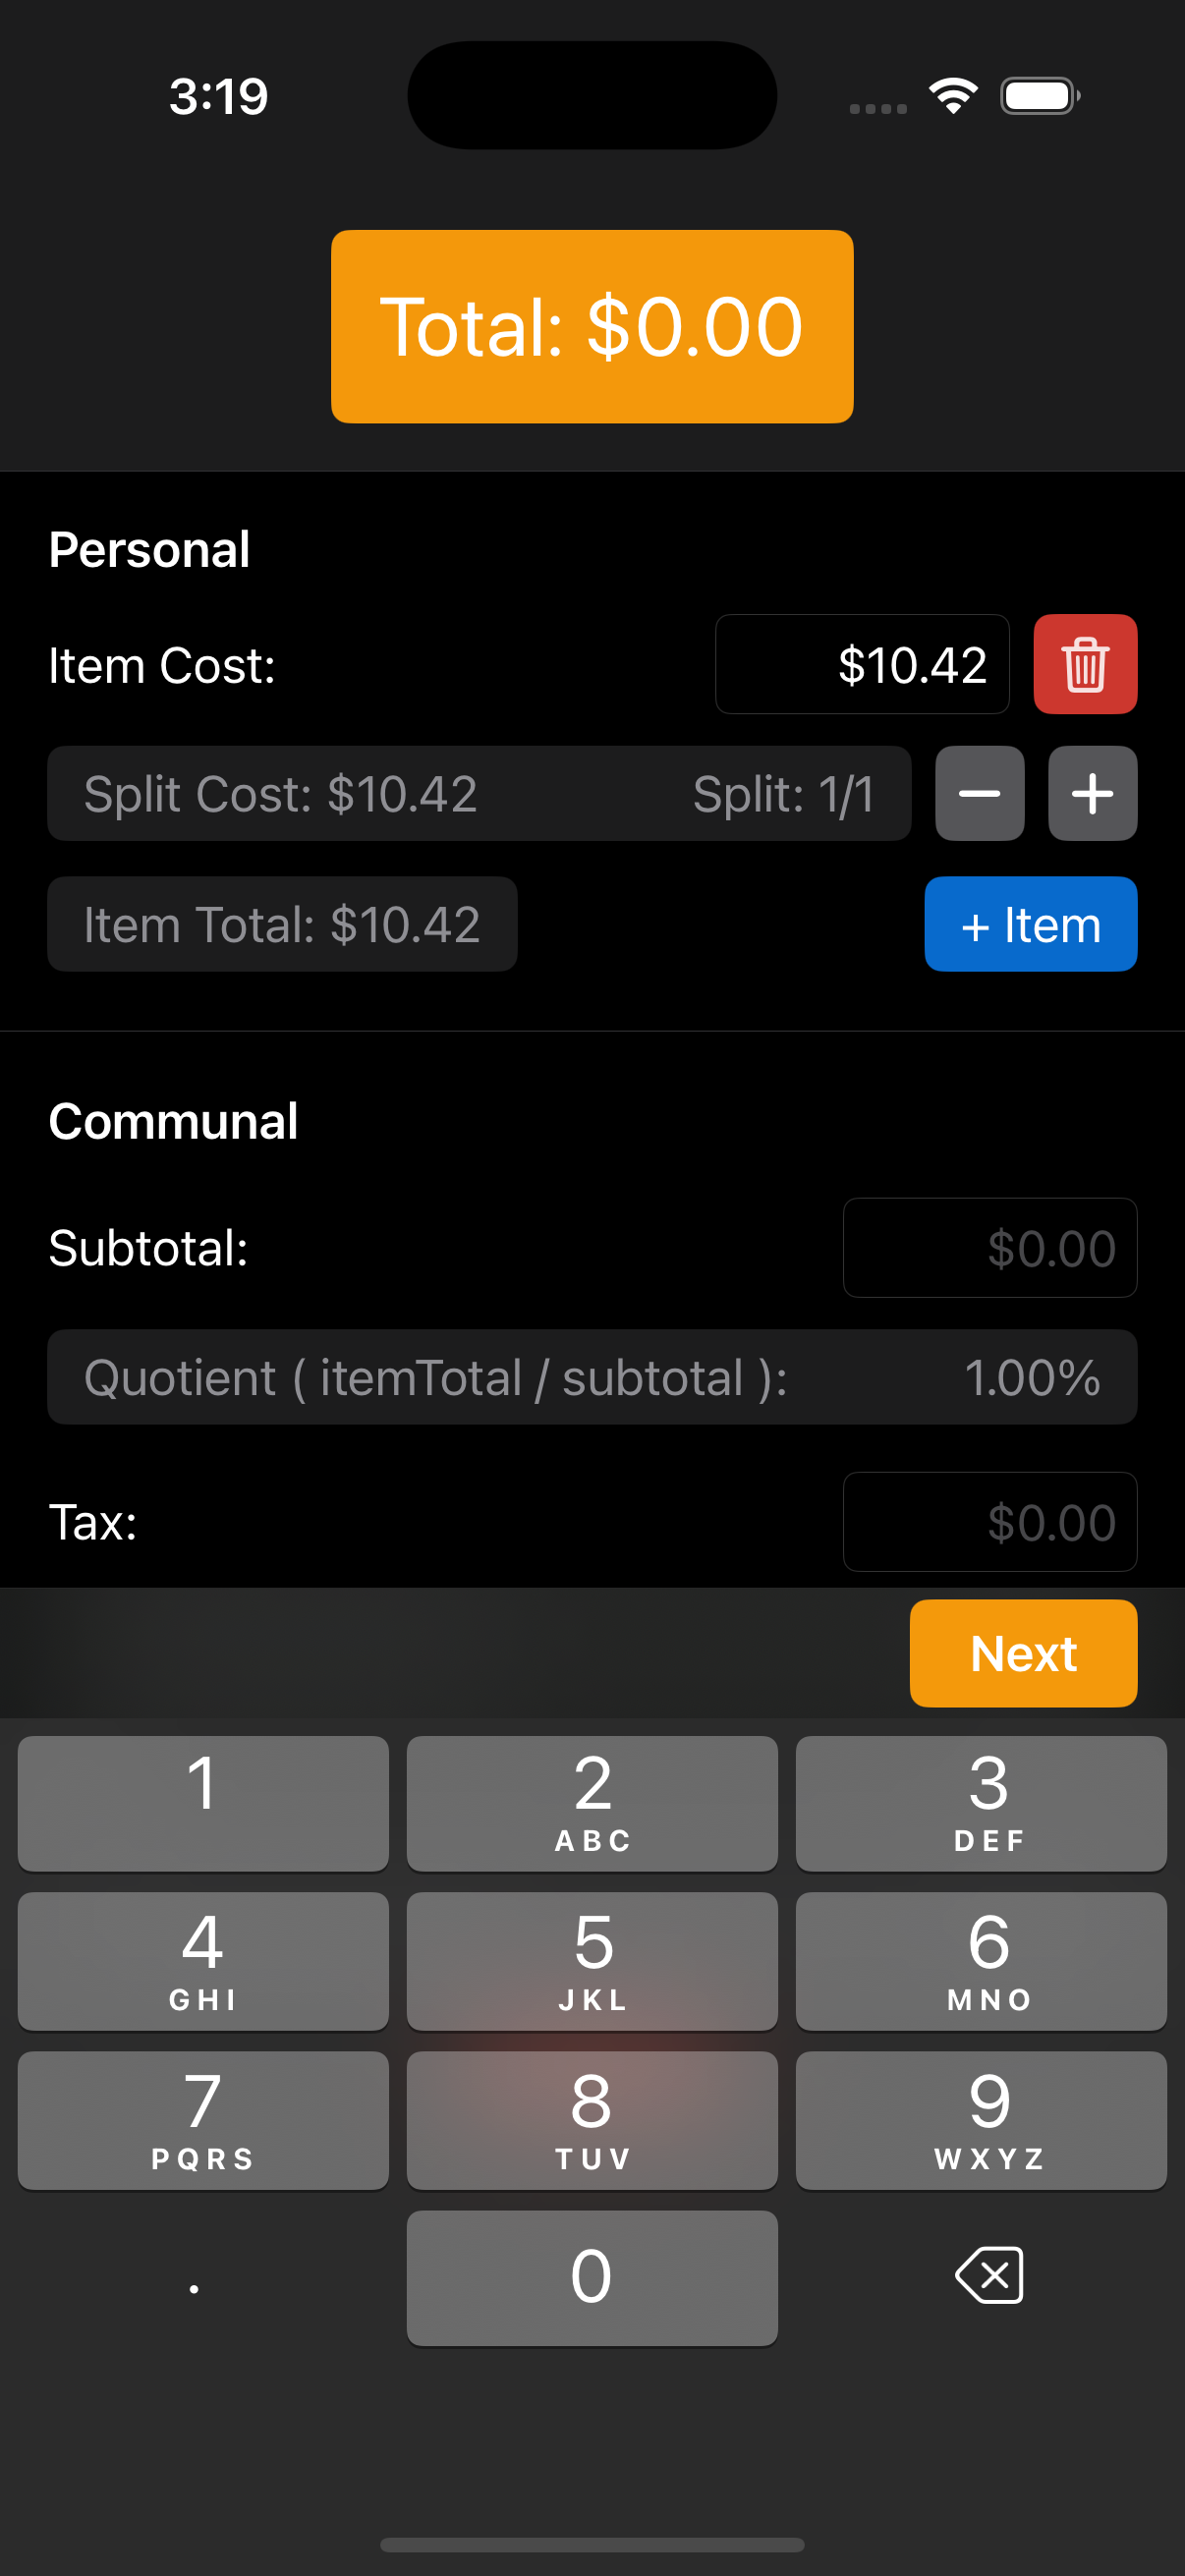 3:19
Total: $0.00
Personal
Item Cost: $10.42
Split Cost: $10.42 Split: 1/1 − +
Item Total: $10.42 + Item
Communal
Subtotal: $0.00
Quotient ( itemTotal / subtotal ): 1.00%
Tax: $0.00
Next
1 2 3
ABC DEF
4 5 6
GHI JKL MNO
7 8 9
PQRS TUV WXYZ
. 0